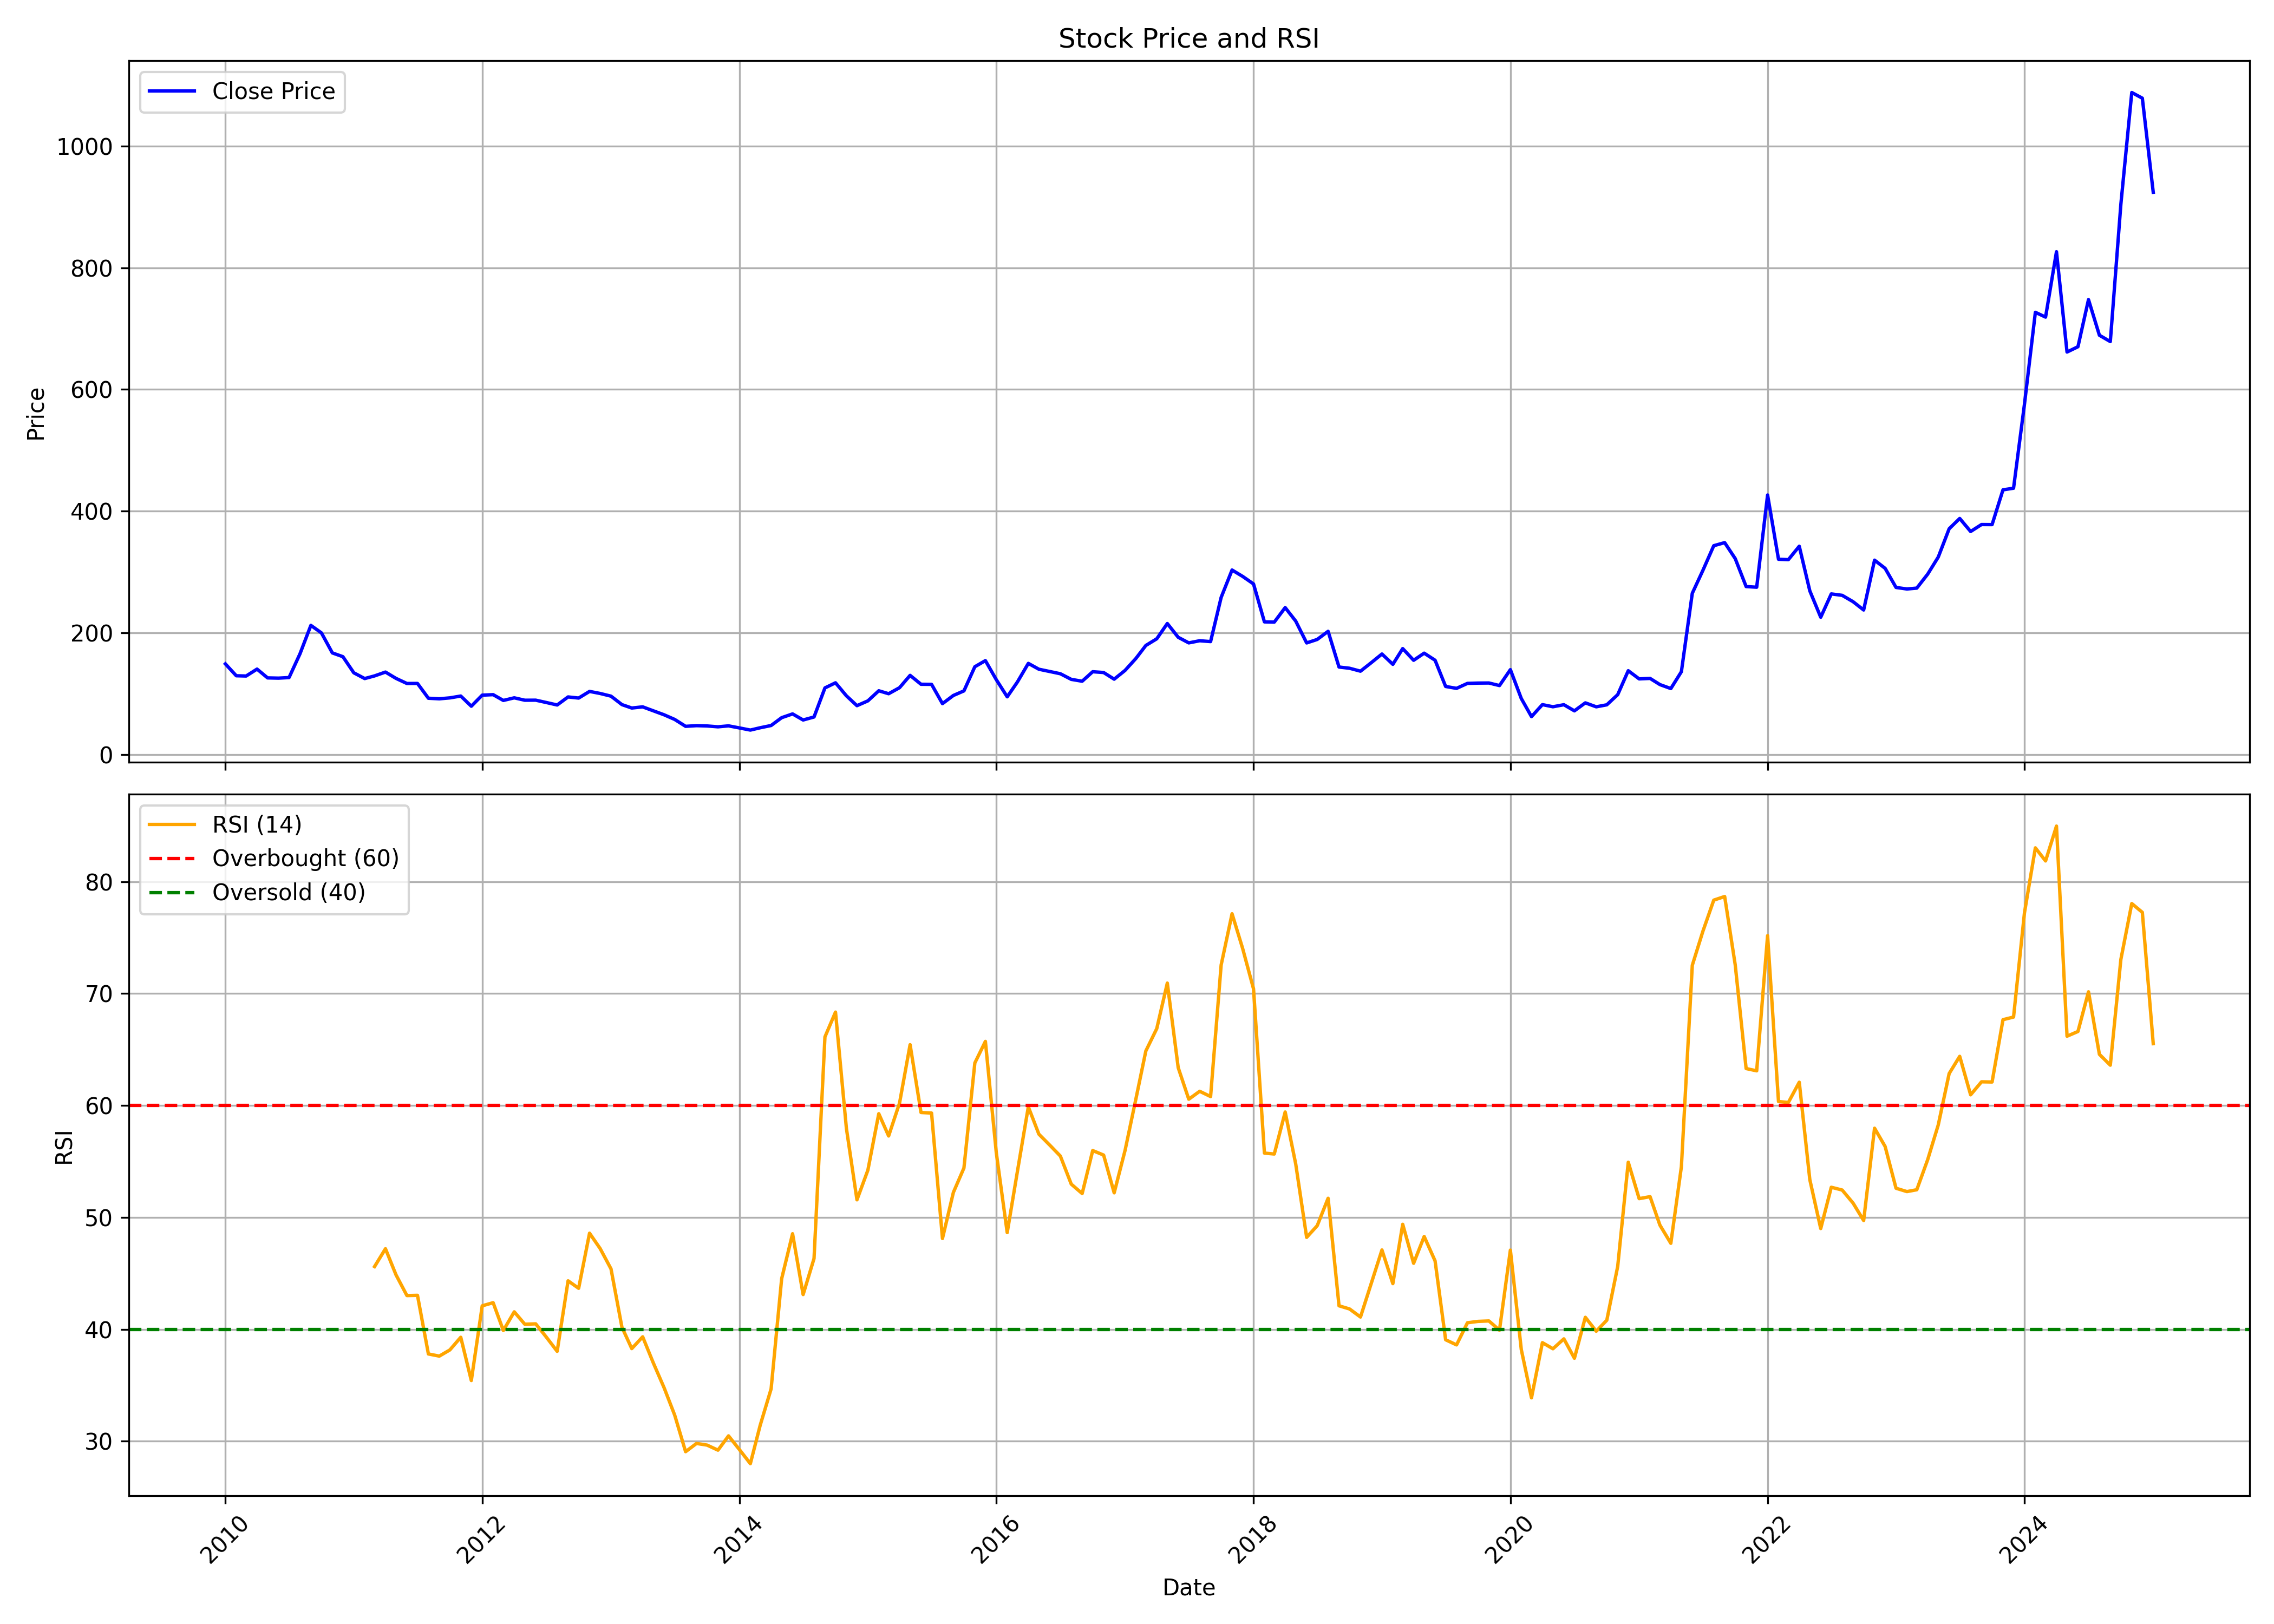 Stock Price and RSI
Close Price
Price
1000
800
600
400
200
0
RSI (14)
Overbought (60)
Oversold (40)
RSI
80
70
60
50
40
30
2010
2012
2014
2016
2018
2020
2022
2024
Date